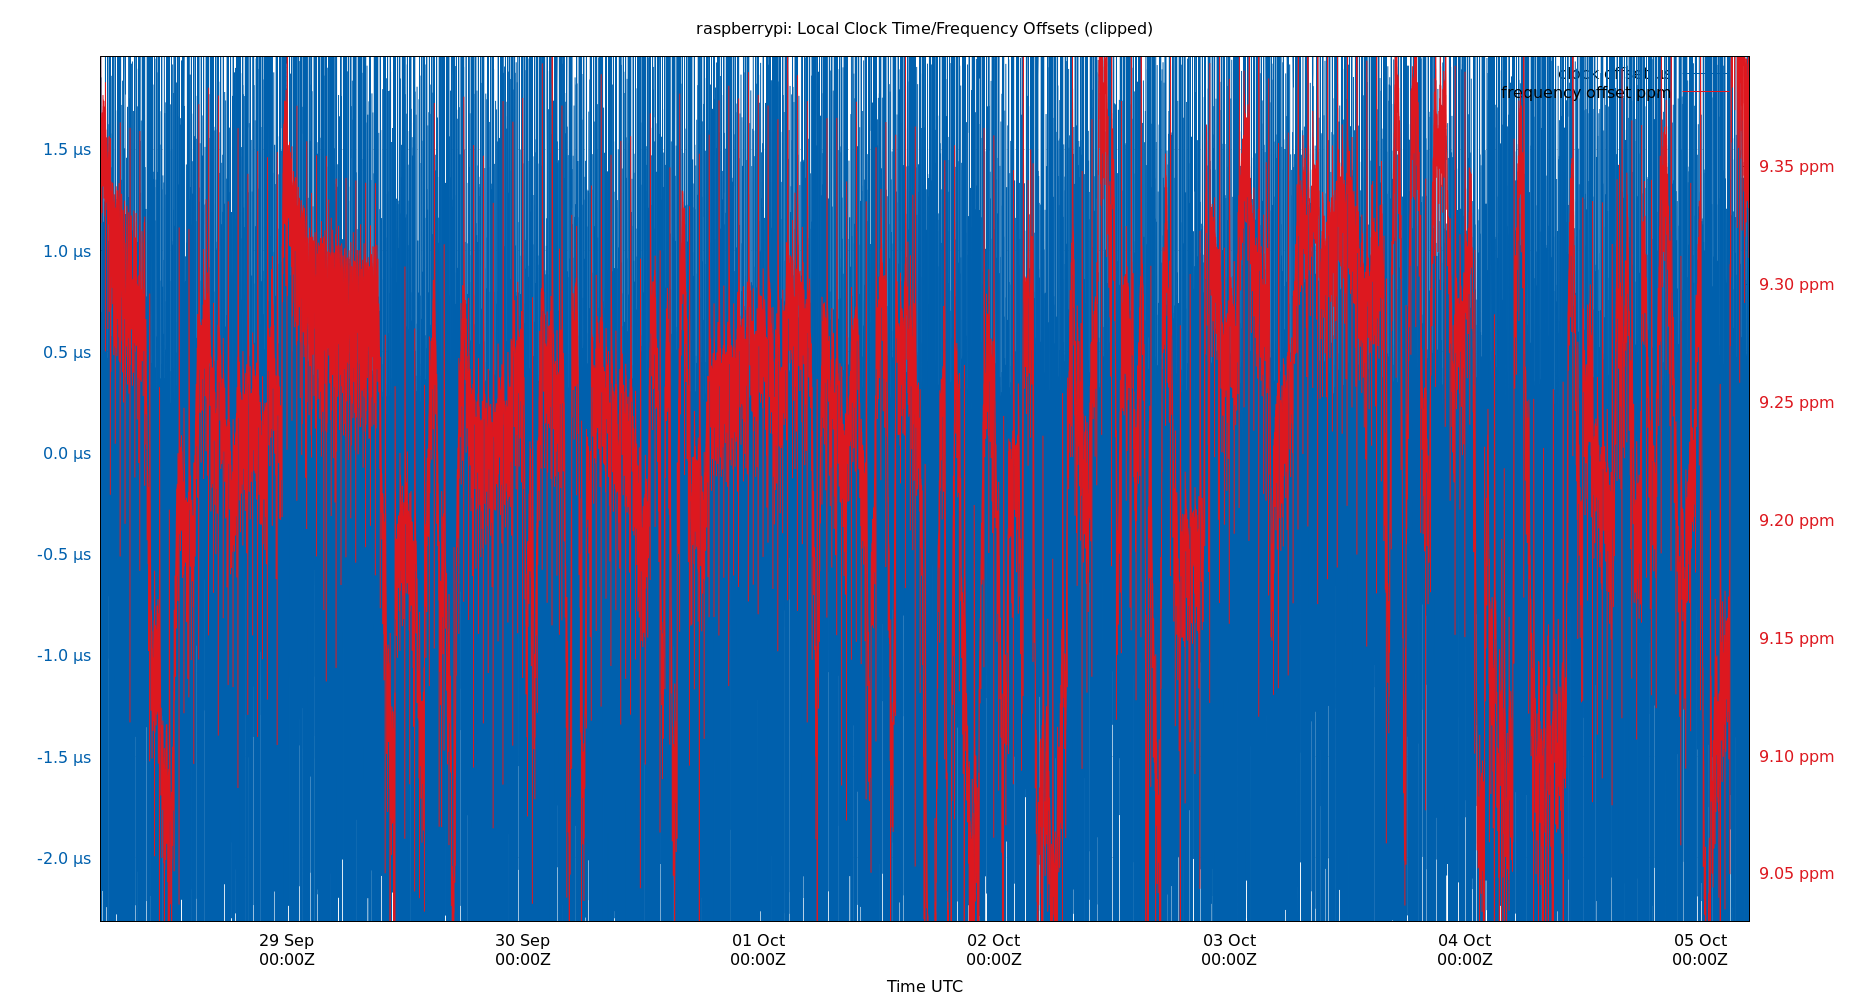 raspberrypi: Local Clock Time/Frequency Offsets (clipped)
clock offset us
frequency offset ppm
1.5 µs
1.0 µs
0.5 µs
0.0 µs
-0.5 µs
-1.0 µs
-1.5 µs
-2.0 µs
9.35 ppm
9.30 ppm
9.25 ppm
9.20 ppm
9.15 ppm
9.10 ppm
9.05 ppm
29 Sep
00:00Z
30 Sep
00:00Z
01 Oct
00:00Z
02 Oct
00:00Z
03 Oct
00:00Z
04 Oct
00:00Z
05 Oct
00:00Z
Time UTC